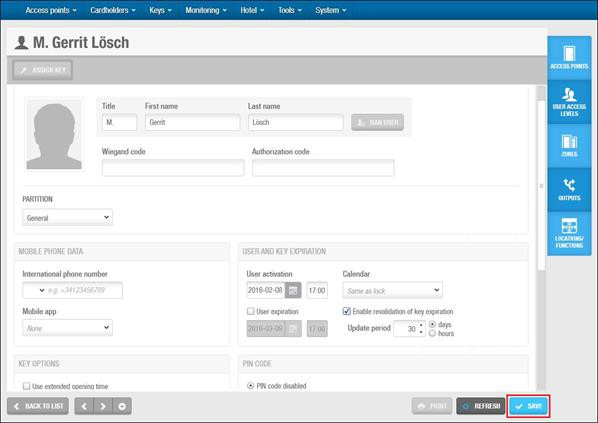 Access points Cardholders Keys Monitoring Hotel Tools System
M. Gerrit Lösch
ASSIGN KEY
Title First name Last name
M. Gerrit Lösch BAN USER
Wiegand code Authorization code
PARTITION
General
MOBILE PHONE DATA
International phone number
e.g. +34123456789
Mobile app
None
USER AND KEY EXPIRATION
User activation Calendar
2016-02-08 17:00 Same as lock
User expiration Enable revalidation of key expiration
2016-03-09 17:00 Update period 30 days
hours
KEY OPTIONS
Use extended opening time
PIN CODE
PIN code disabled
ACCESS POINTS
USER ACCESS
LEVELS
ZONES
OUTPUTS
LOCATIONS/
FUNCTIONS
BACK TO LIST PRINT REFRESH SAVE